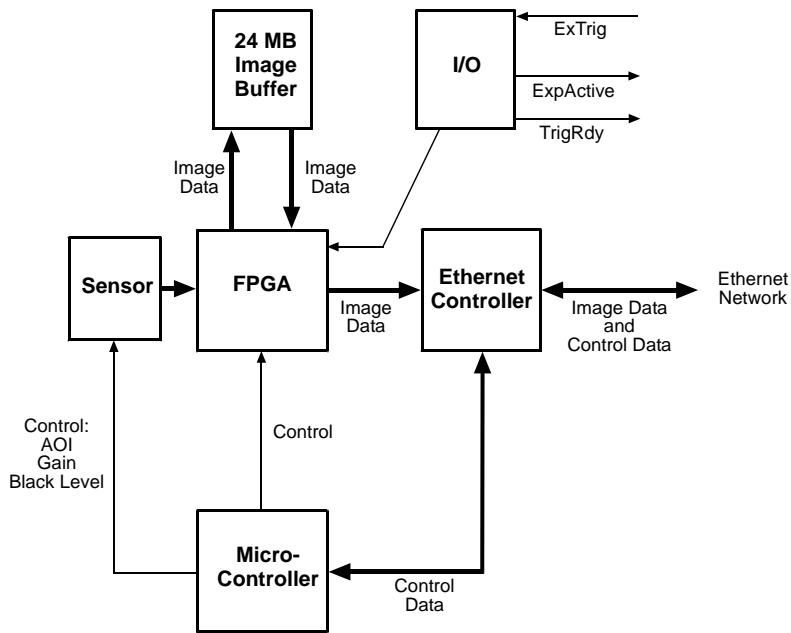 24 MB
Image
Buffer
I/O
ExTrig
ExpActive
TrigRdy
Image
Data
Image
Data
Sensor
FPGA
Image
Data
Ethernet
Controller
Image Data
and
Control Data
Ethernet
Network
Control:
AOI
Gain
Black Level
Control
Micro-
Controller
Control
Data